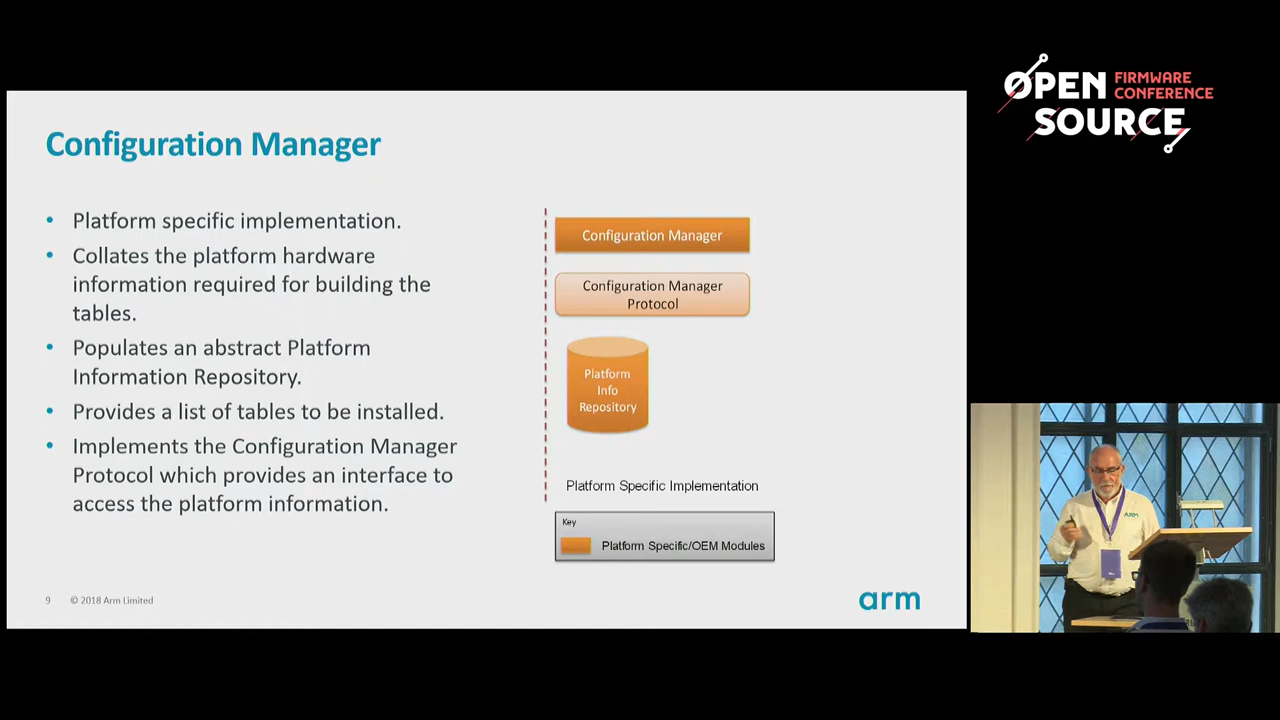 OPEN FIRMWARE CONFERENCE SOURCE
Configuration Manager
• Platform specific implementation.
• Collates the platform hardware
information required for building the
tables.
• Populates an abstract Platform
Information Repository.
• Provides a list of tables to be installed.
• Implements the Configuration Manager
Protocol which provides an interface to
access the platform information.
Configuration Manager
Configuration Manager
Protocol
Platform
Info
Repository
Platform Specific Implementation
Key
Platform Specific/OEM Modules
9 © 2018 Arm Limited
arm
ARM